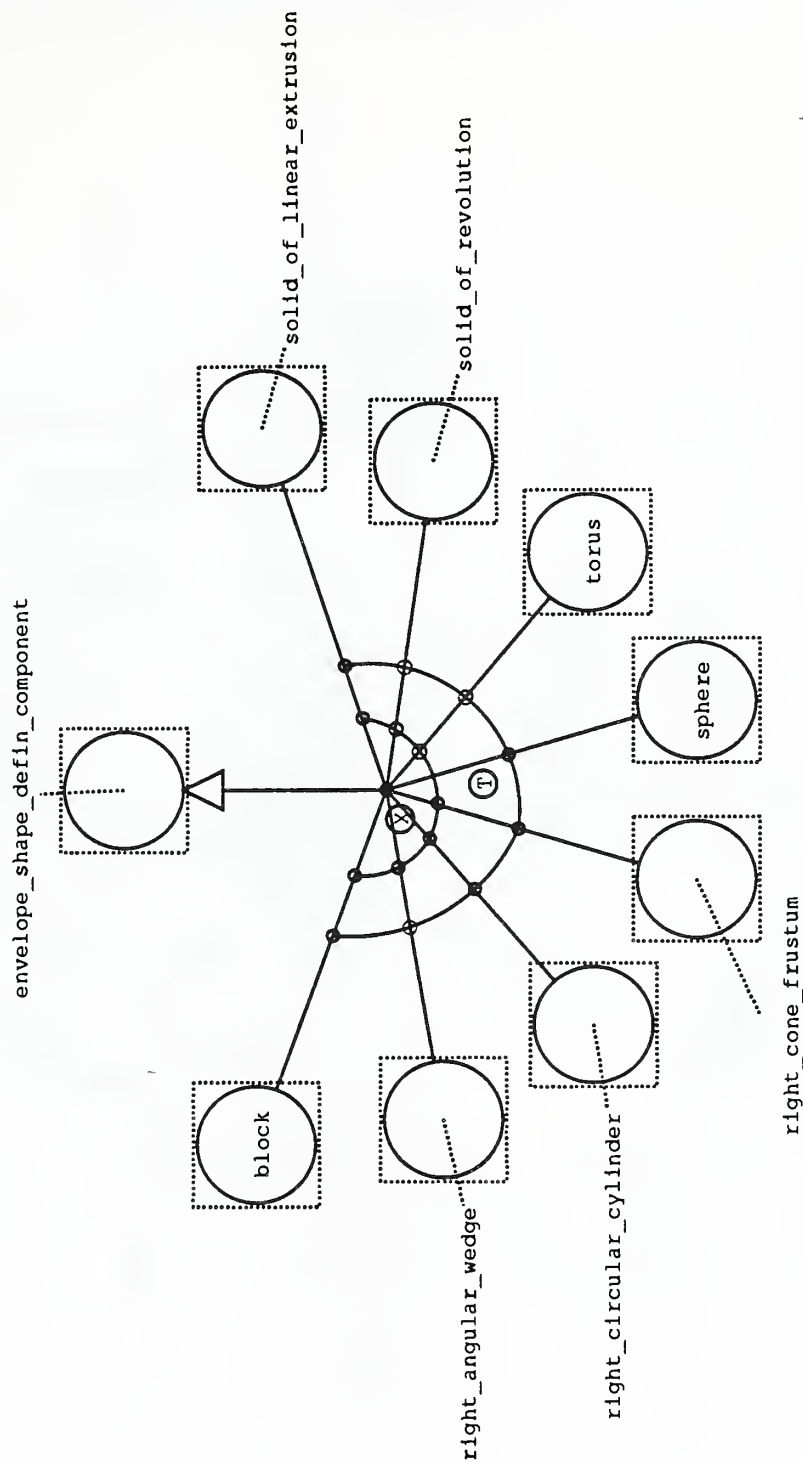 envelope_shape_defin_component
solid_of_linear_extrusion
solid_of_revolution
torus
sphere
right_cone_frustum
right_circular_cylinder
right_angular_wedge
block
X
T